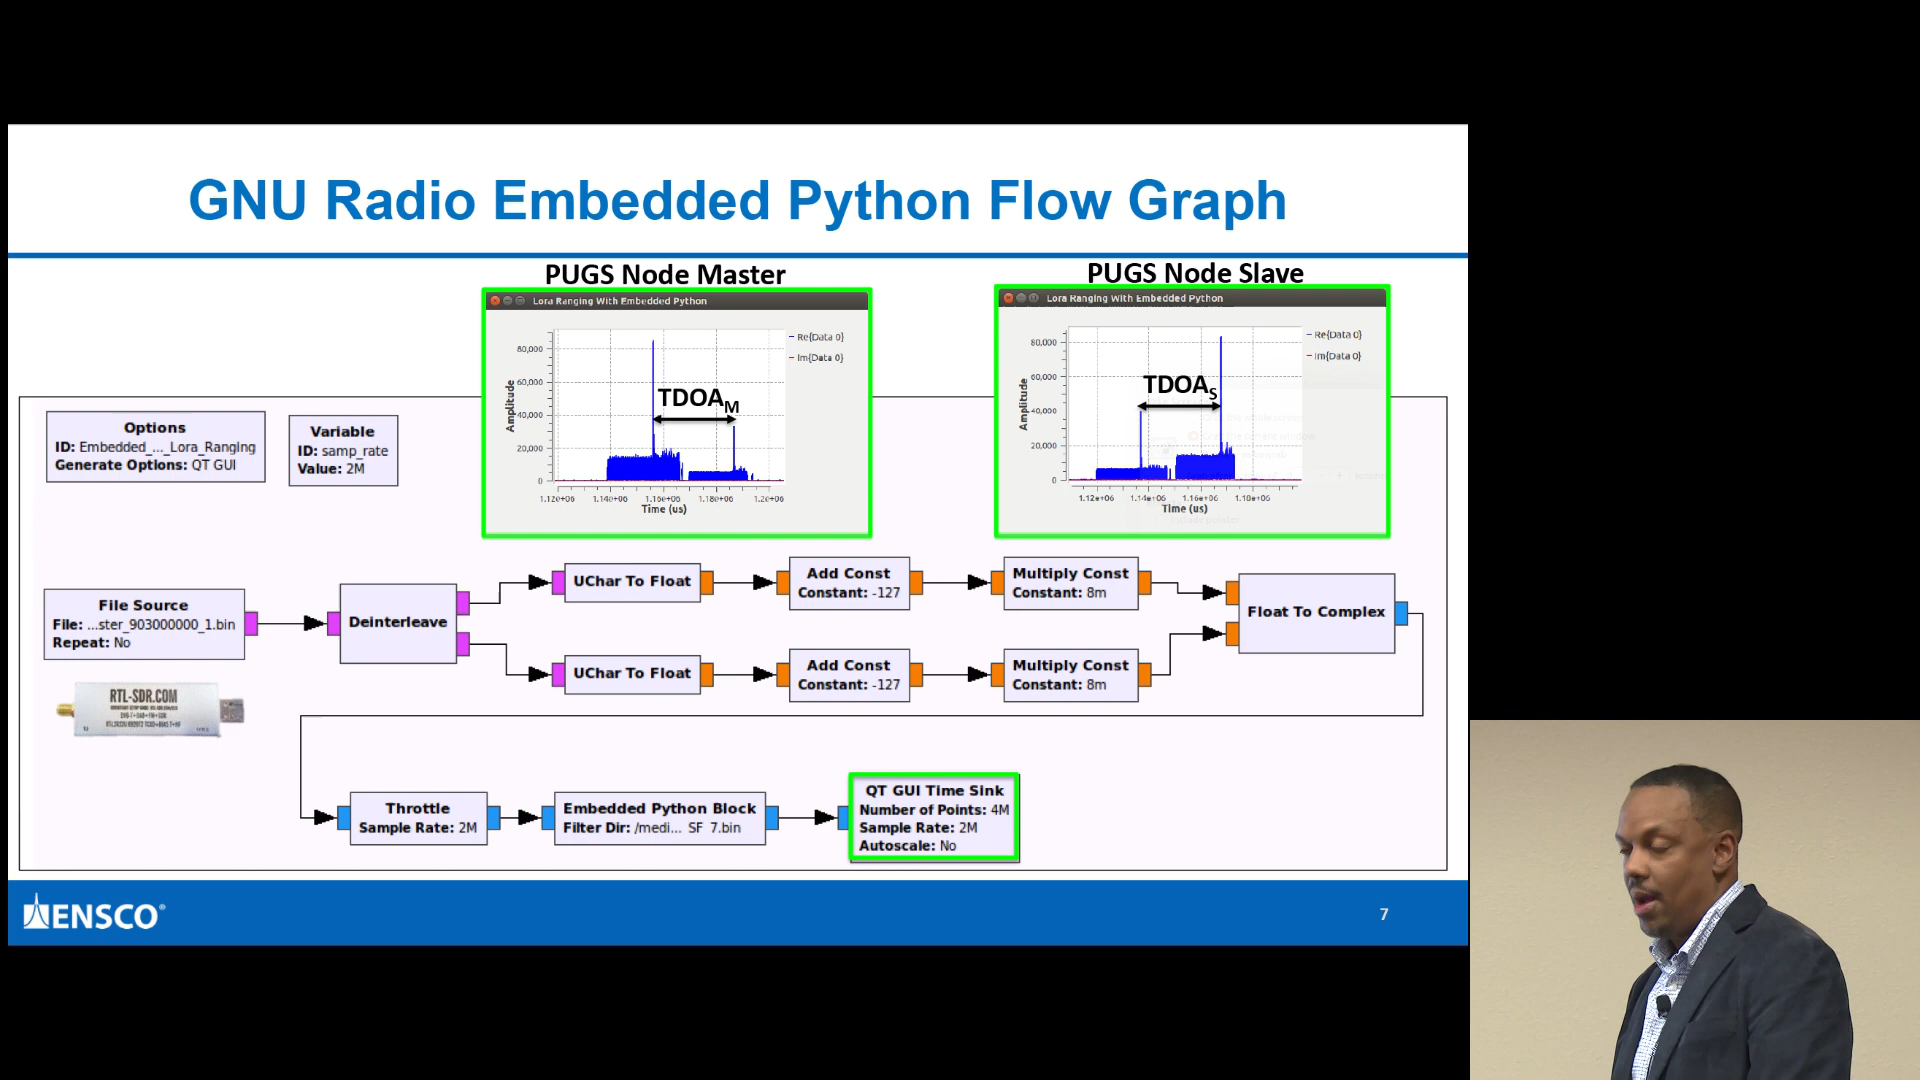 GNU Radio Embedded Python Flow Graph
PUGS Node Master
PUGS Node Slave
Lora Ranging With Embedded Python
Re{Data 0}
Im{Data 0}
80,000
60,000
40,000
20,000
0
Amplitude
TDOAM
1.12e+06
1.14e+06
1.16e+06
1.18e+06
1.2e+06
Time (us)
Lora Ranging With Embedded Python
Re{Data 0}
Im{Data 0}
80,000
60,000
40,000
20,000
0
Amplitude
TDOAS
1.12e+06
1.14e+06
1.16e+06
1.18e+06
Time (us)
Options
ID: Embedded_..._Lora_Ranging
Generate Options: QT GUI
Variable
ID: samp_rate
Value: 2M
File Source
File: ...ster_903000000_1.bin
Repeat: No
Deinterleave
UChar To Float
Add Const
Constant: -127
Multiply Const
Constant: 8m
UChar To Float
Add Const
Constant: -127
Multiply Const
Constant: 8m
Float To Complex
RTL-SDR.COM
Throttle
Sample Rate: 2M
Embedded Python Block
Filter Dir: /medi... SF_7.bin
QT GUI Time Sink
Number of Points: 4M
Sample Rate: 2M
Autoscale: No
ENSCO®
7